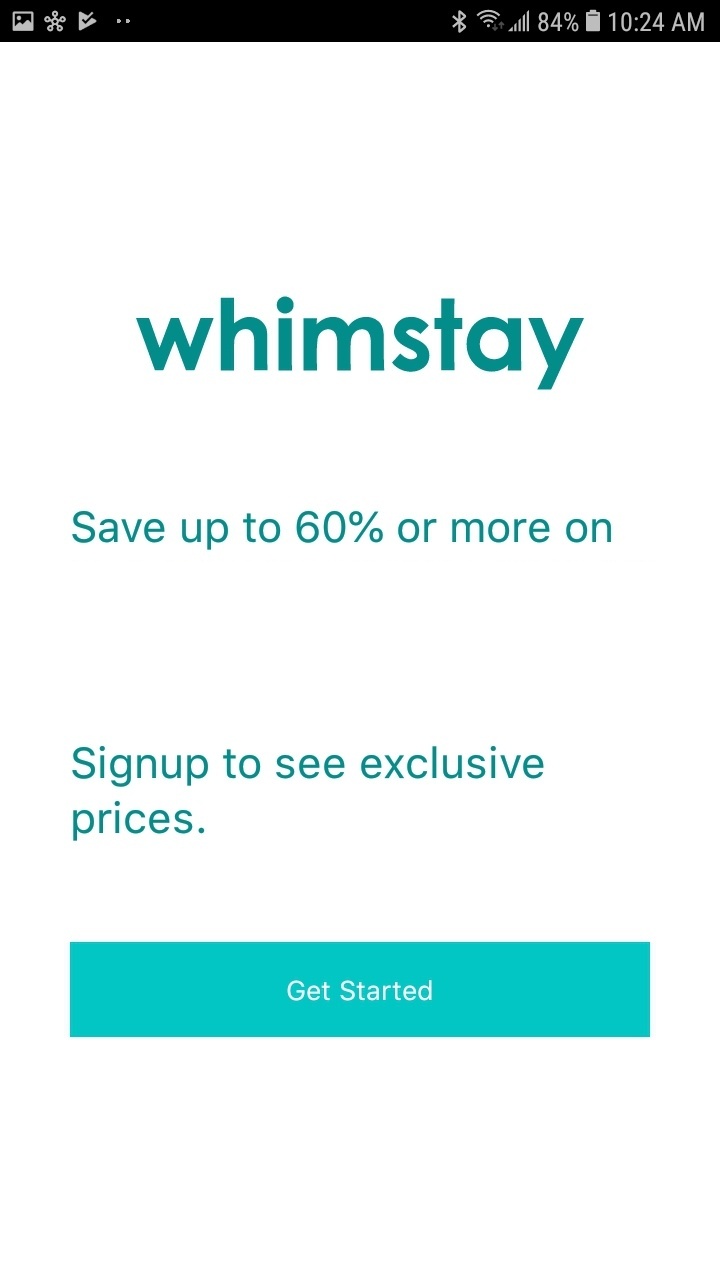 84% 10:24 AM
whimstay
Save up to 60% or more on
Signup to see exclusive
prices.
Get Started